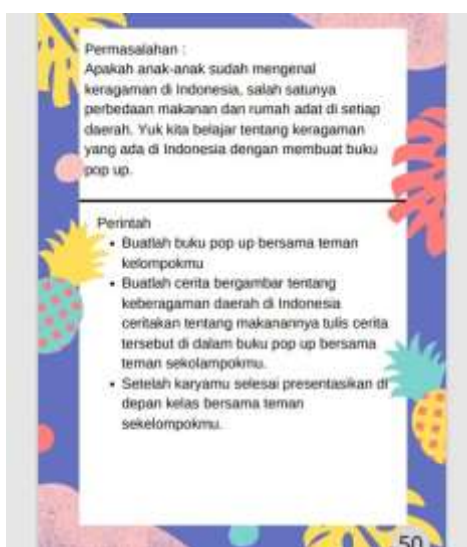 Permasalahan :
Apakah anak-anak sudah mengenal
keragaman di Indonesia, salah satunya
perbedaan makanan dan rumah adat di setiap
daerah. Yuk kita belajar tentang keragaman
yang ada di Indonesia dengan membuat buku
pop up.
Perintah
• Buatlah buku pop up bersama teman
kelompokmu
• Buatlah cerita bergambar tentang
keberagaman daerah di Indonesia
ceritakan tentang makanannya tulis cerita
tersebut di dalam buku pop up bersama
teman sekolampokmu.
• Setelah karyamu selesai presentasikan di
depan kelas bersama teman
sekelompokmu.
50